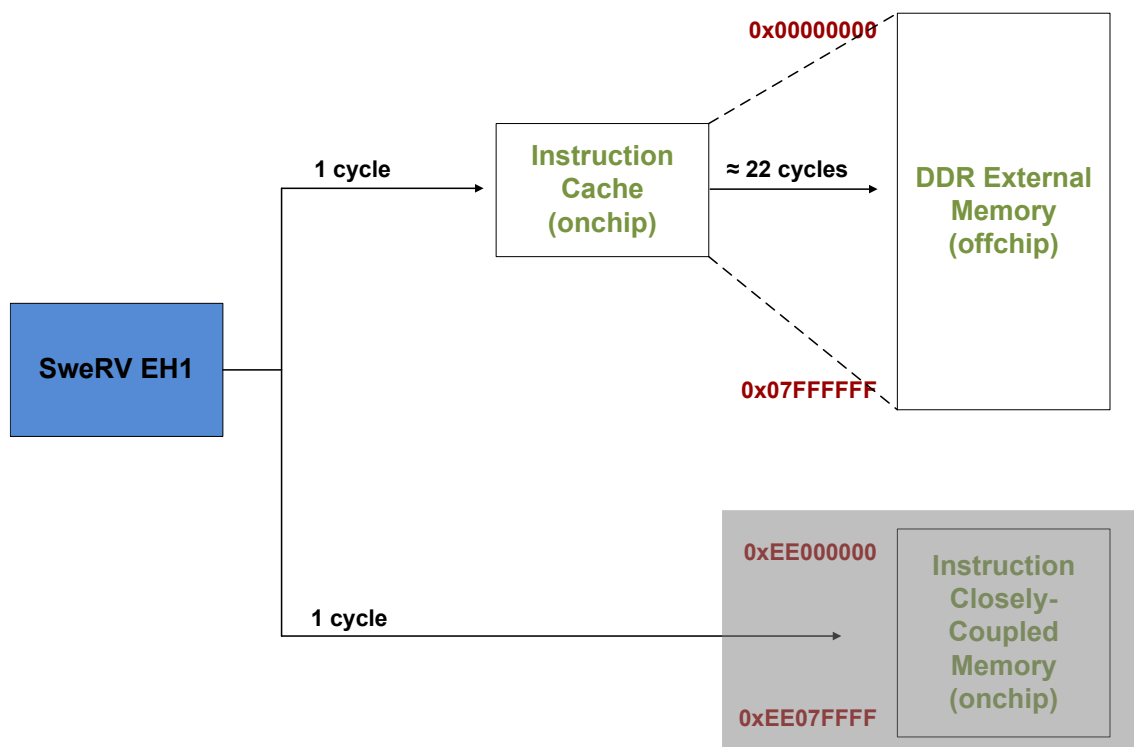 0x00000000
1 cycle
Instruction
Cache
(onchip)
≈ 22 cycles
DDR External
Memory
(offchip)
SweRV EH1
0x07FFFFFF
0xEE000000
Instruction
Closely-
Coupled
Memory
(onchip)
1 cycle
0xEE07FFFF